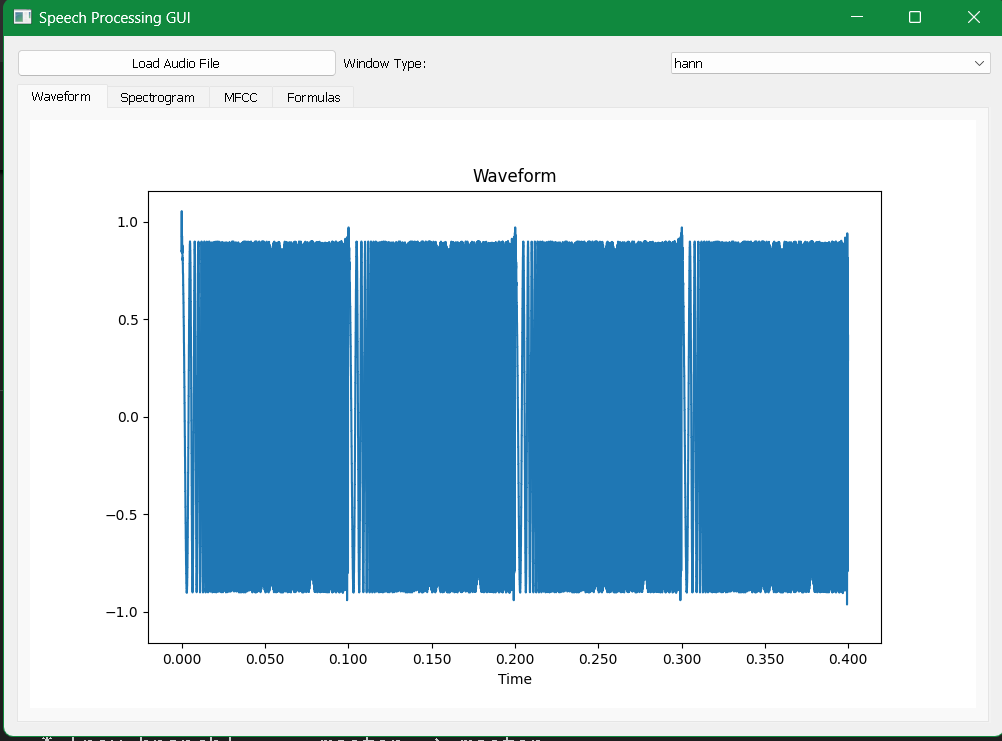 Speech Processing GUI
Load Audio File Window Type: hann
Waveform Spectrogram MFCC Formulas
Waveform
1.0
0.5
0.0
−0.5
−1.0
0.000 0.050 0.100 0.150 0.200 0.250 0.300 0.350 0.400
Time